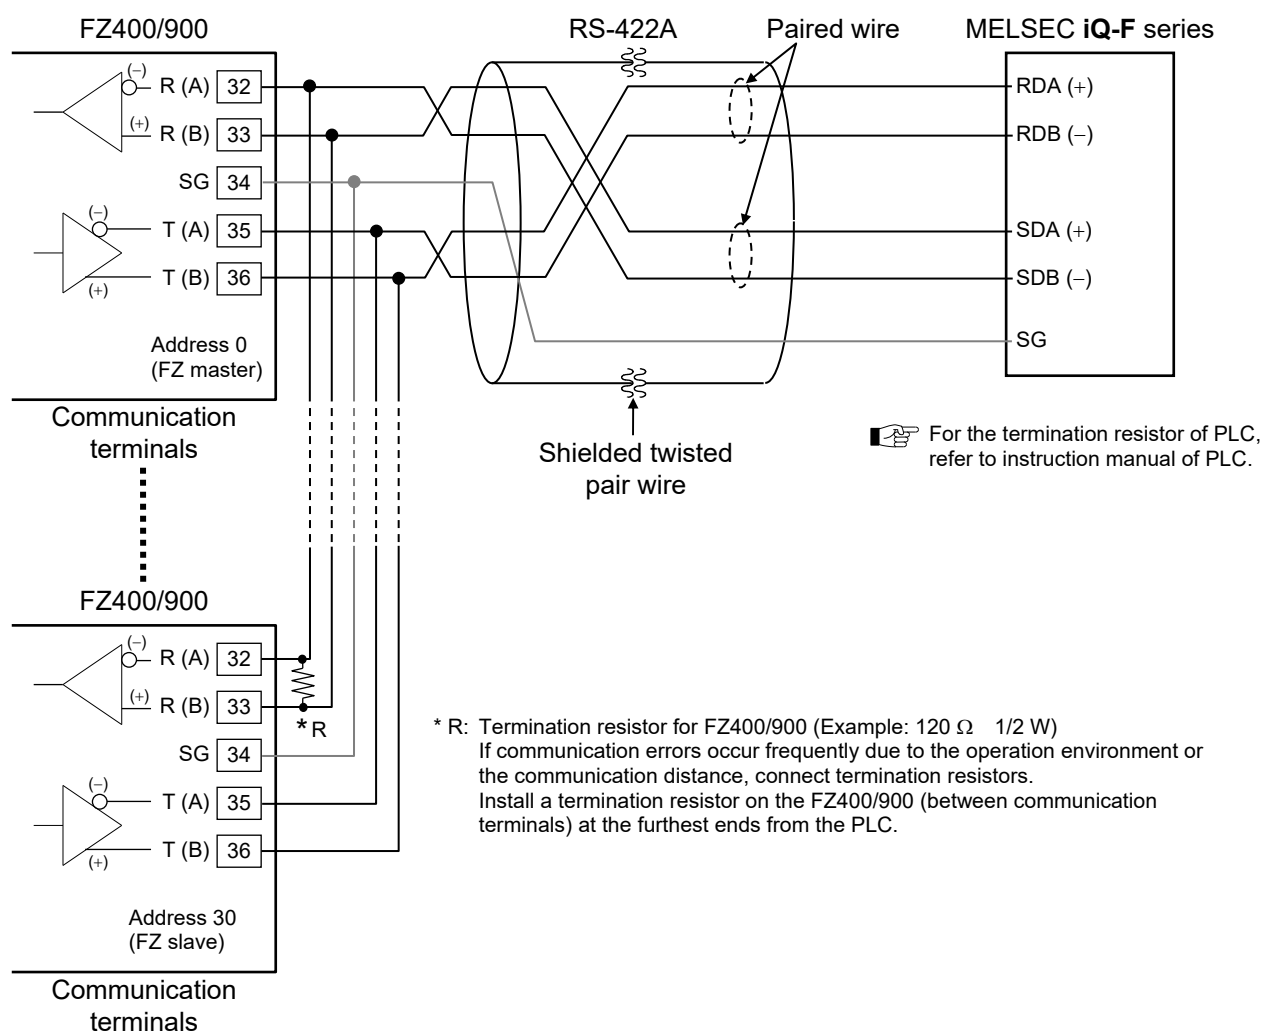 FZ400/900
RS-422A
Paired wire
MELSEC iQ-F series
(−)
R (A) 32
(+)
R (B) 33
SG 34
(−)
T (A) 35
T (B) 36
(+)
Address 0
(FZ master)
Communication
terminals
RDA (+)
RDB (−)
SDA (+)
SDB (−)
SG
Shielded twisted
pair wire
For the termination resistor of PLC,
refer to instruction manual of PLC.
FZ400/900
(−)
R (A) 32
(+)
R (B) 33
* R
SG 34
(−)
T (A) 35
T (B) 36
(+)
Address 30
(FZ slave)
Communication
terminals
* R: Termination resistor for FZ400/900 (Example: 120 Ω 1/2 W)
If communication errors occur frequently due to the operation environment or
the communication distance, connect termination resistors.
Install a termination resistor on the FZ400/900 (between communication
terminals) at the furthest ends from the PLC.